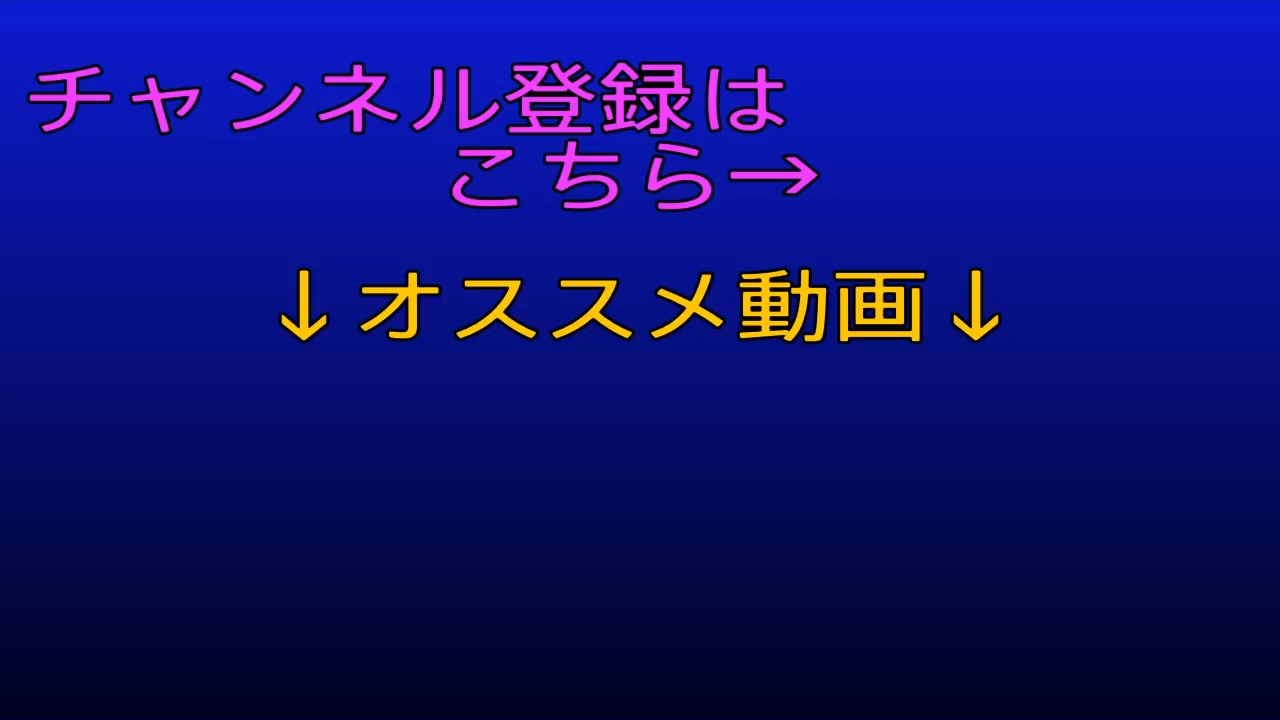 チャンネル登録は
こちら→
↓オススメ動画↓